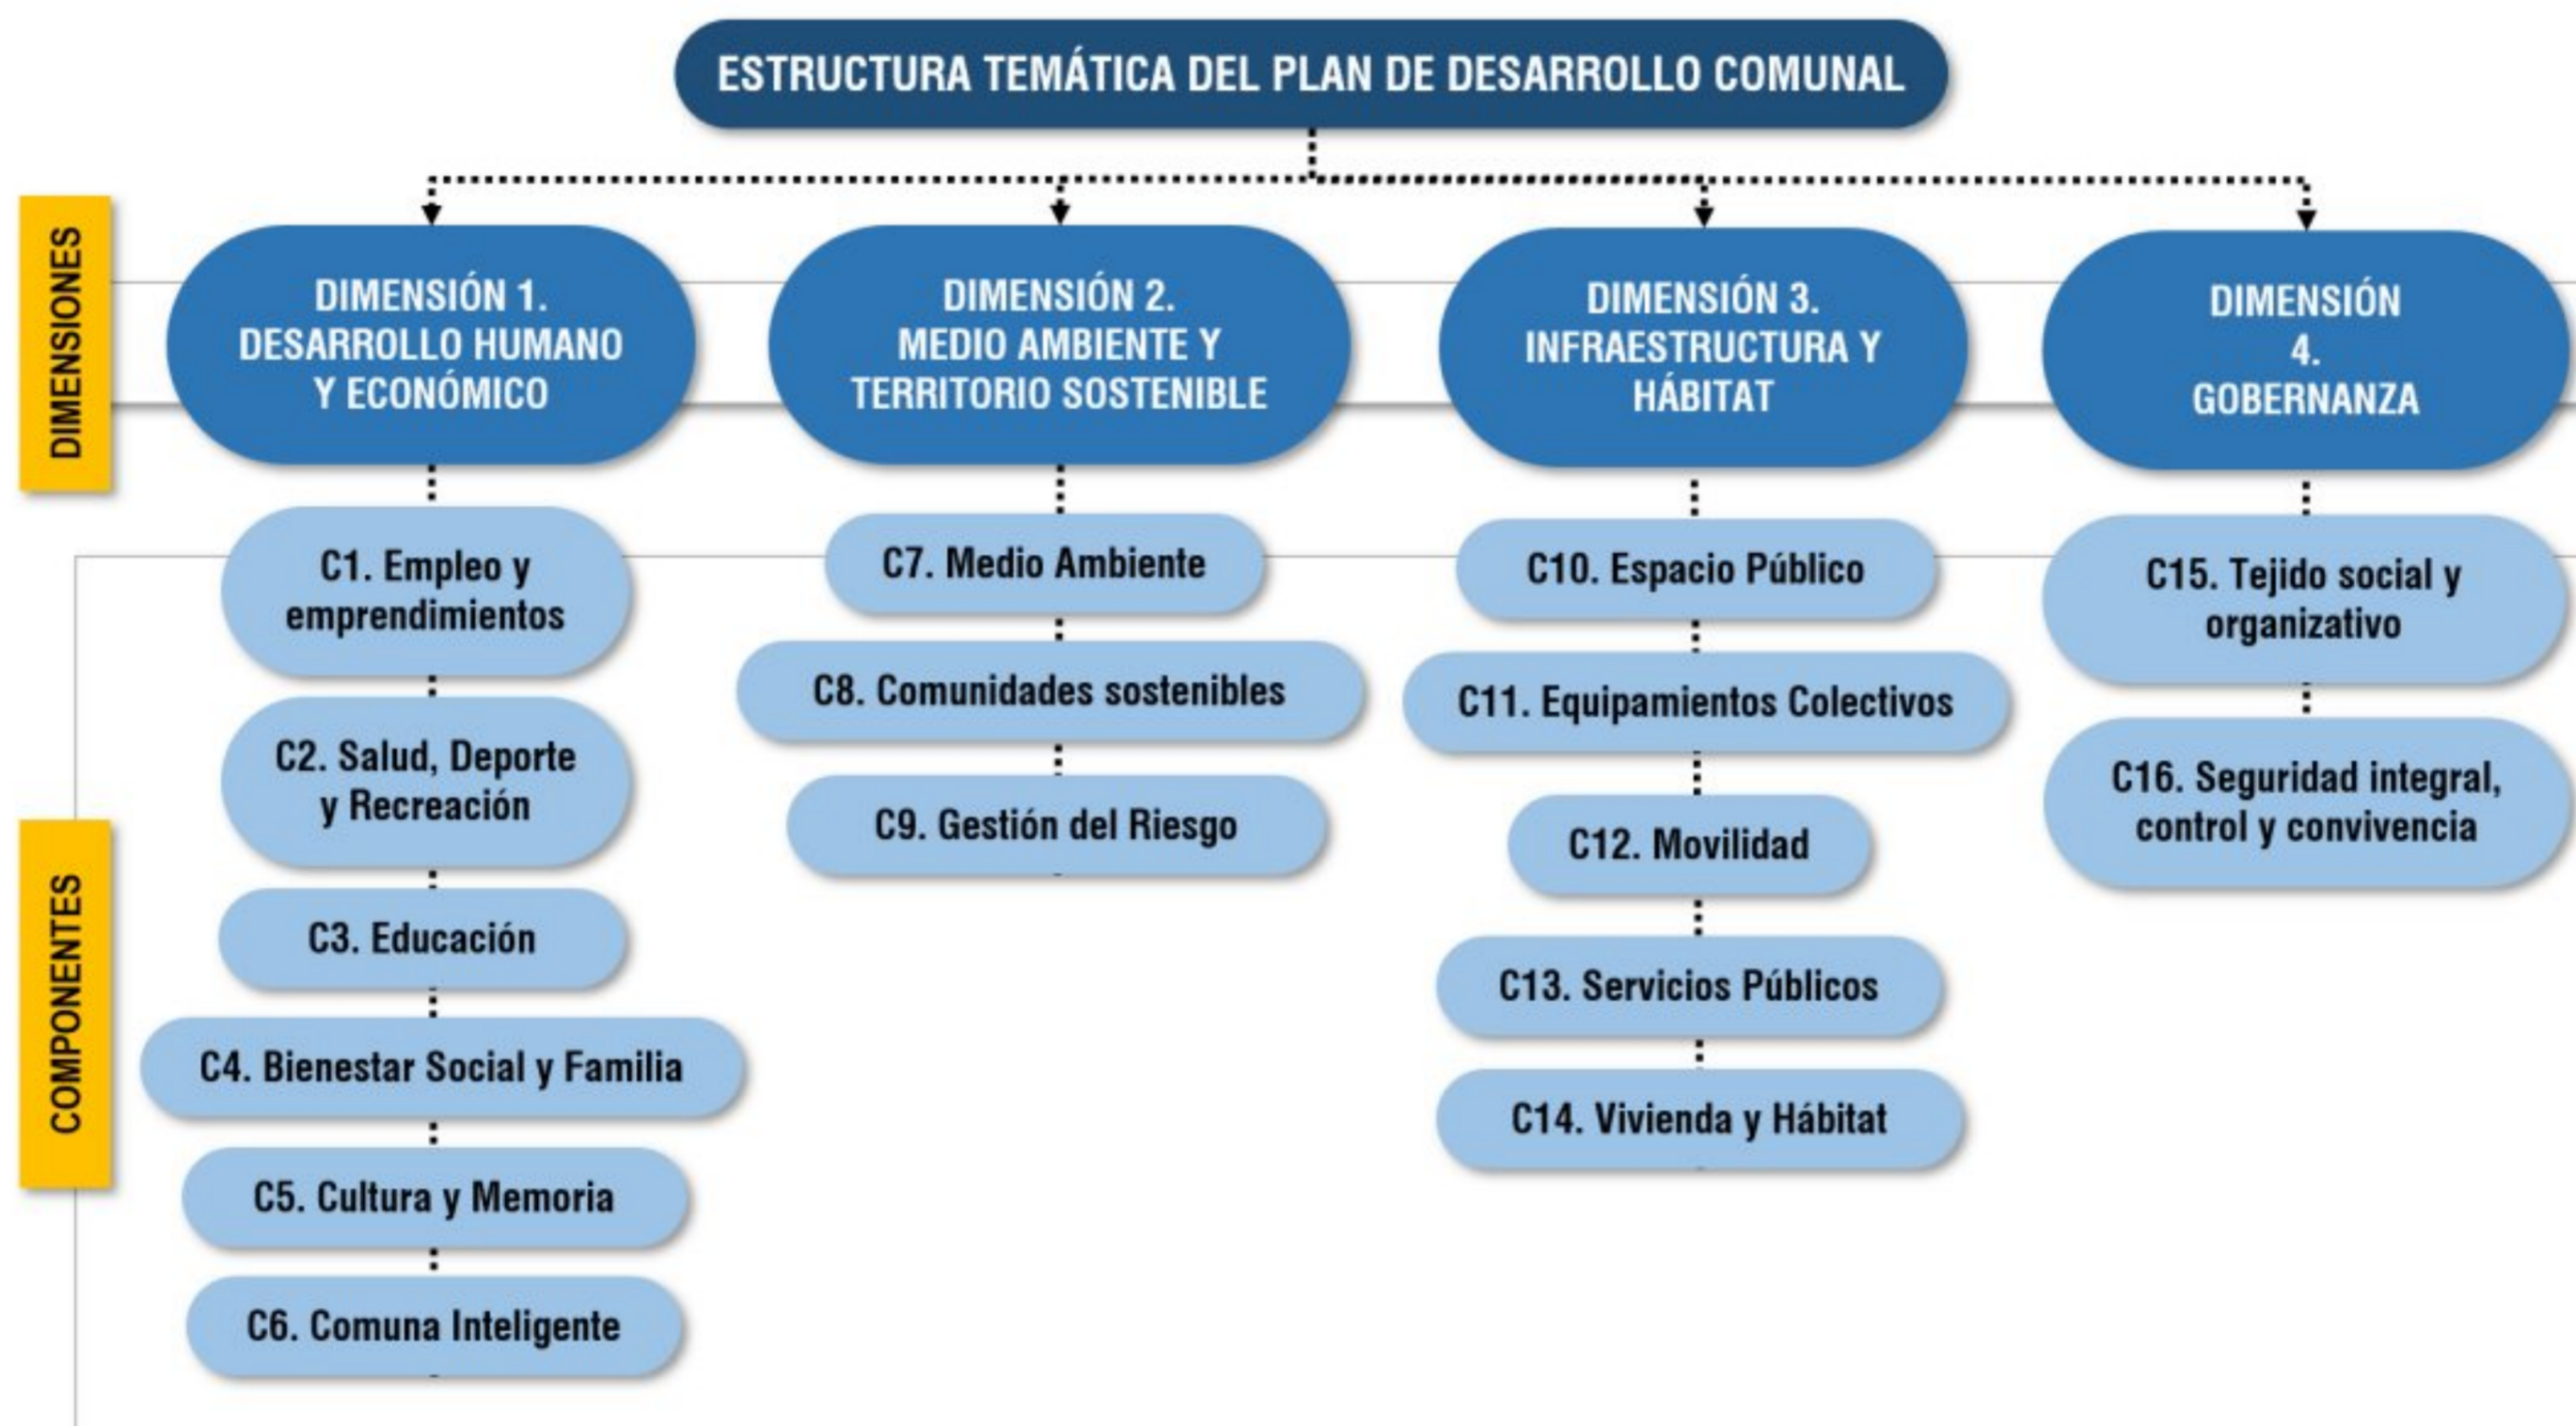 ESTRUCTURA TEMÁTICA DEL PLAN DE DESARROLLO COMUNAL
DIMENSIONES
DIMENSIÓN 1.
DESARROLLO HUMANO
Y ECONÓMICO
DIMENSIÓN 2.
MEDIO AMBIENTE Y
TERRITORIO SOSTENIBLE
DIMENSIÓN 3.
INFRAESTRUCTURA Y
HÁBITAT
DIMENSIÓN
4.
GOBERNANZA
COMPONENTES
C1. Empleo y
emprendimientos
C2. Salud, Deporte
y Recreación
C3. Educación
C4. Bienestar Social y Familia
C5. Cultura y Memoria
C6. Comuna Inteligente
C7. Medio Ambiente
C8. Comunidades sostenibles
C9. Gestión del Riesgo
C10. Espacio Público
C11. Equipamientos Colectivos
C12. Movilidad
C13. Servicios Públicos
C14. Vivienda y Hábitat
C15. Tejido social y
organizativo
C16. Seguridad integral,
control y convivencia